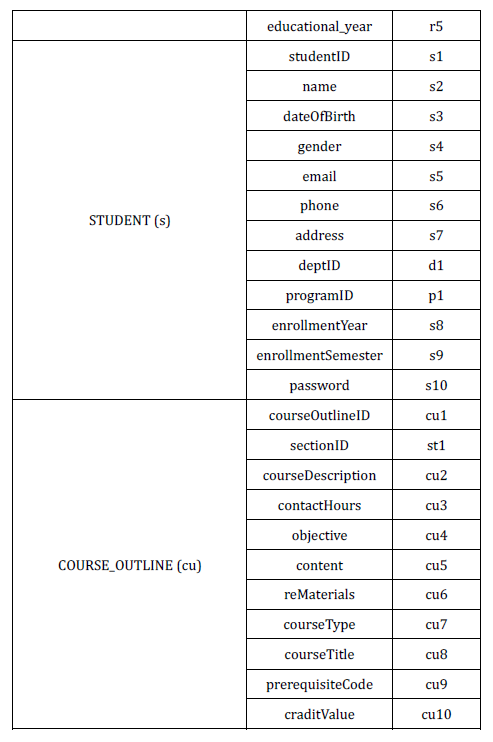 educational_year r5
studentID s1
name s2
dateOfBirth s3
gender s4
email s5
phone s6
STUDENT (s) address s7
deptID d1
programID p1
enrollmentYear s8
enrollmentSemester s9
password s10
courseOutlineID cu1
sectionID st1
courseDescription cu2
contactHours cu3
objective cu4
COURSE_OUTLINE (cu) content cu5
reMaterials cu6
courseType cu7
courseTitle cu8
prerequisiteCode cu9
craditValue cu10